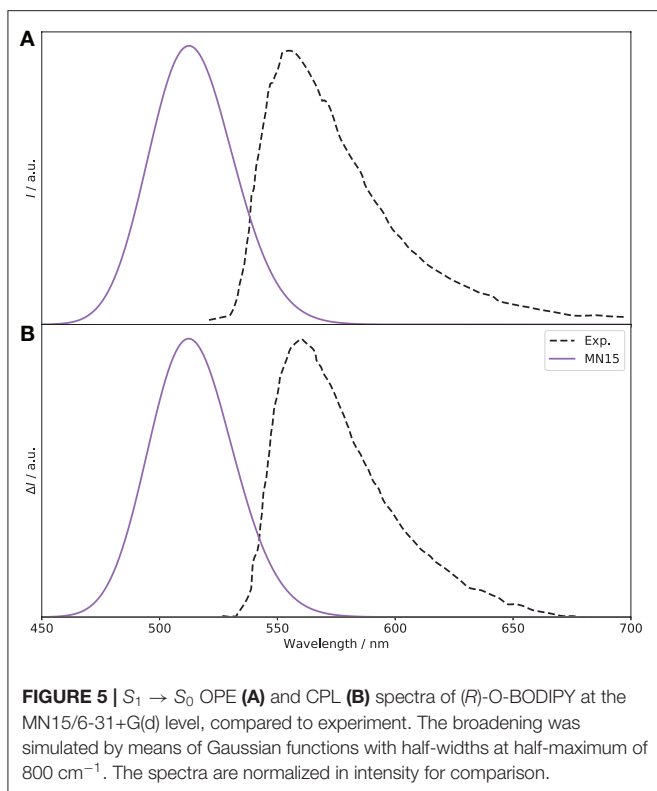 A
I / a.u.
B
Exp.
MN15
ΔI / a.u.
450 500 550 600 650 700
Wavelength / nm
FIGURE 5 | S₁ → S₀ OPE (A) and CPL (B) spectra of (R)-O-BODIPY at the
MN15/6-31+G(d) level, compared to experiment. The broadening was
simulated by means of Gaussian functions with half-widths at half-maximum of
800 cm⁻¹. The spectra are normalized in intensity for comparison.